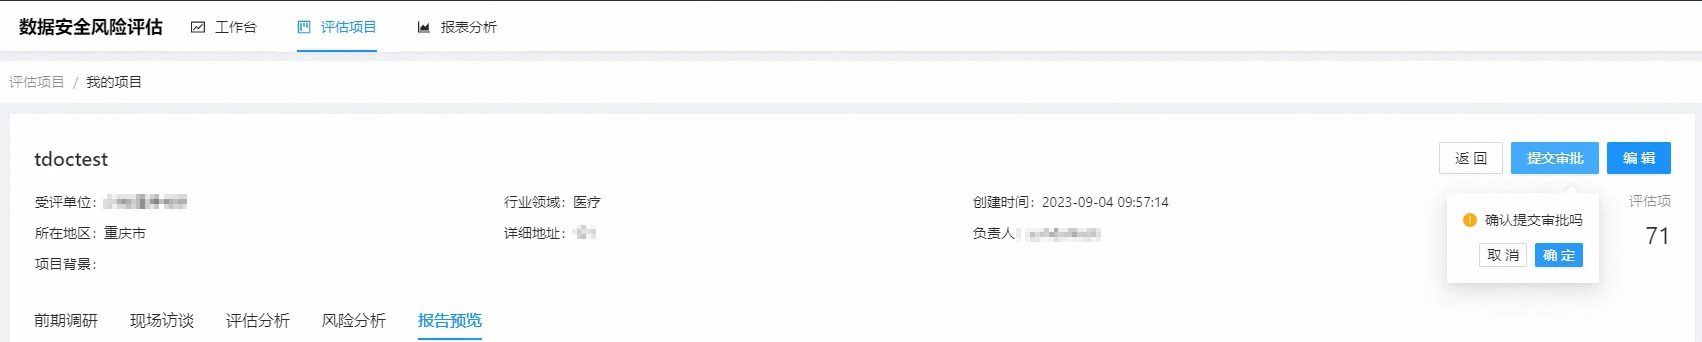 数据安全风险评估 工作台 评估项目 报表分析
评估项目 / 我的项目
tdoctest 返 回 提交审批 编 辑
受评单位： 行业领域：医疗 创建时间：2023-09-04 09:57:14 评估项
确认提交审批吗
所在地区：重庆市 详细地址： 负责人： 71
取 消 确 定
项目背景：
前期调研 现场访谈 评估分析 风险分析 报告预览